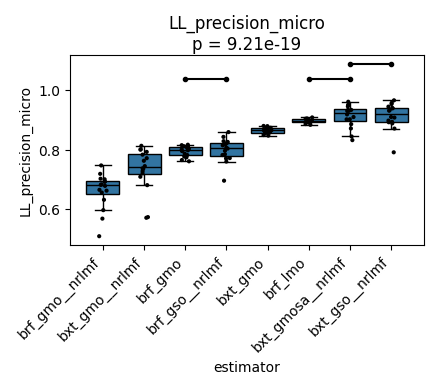 LL_precision_micro
p = 9.21e-19
LL_precision_micro
1.0
0.8
0.6
brf_gmo__nrlmf
bxt_gmo__nrlmf
brf_gmo
brf_gso__nrlmf
bxt_gmo
brf_lmo
bxt_gmosa__nrlmf
bxt_gso__nrlmf
estimator